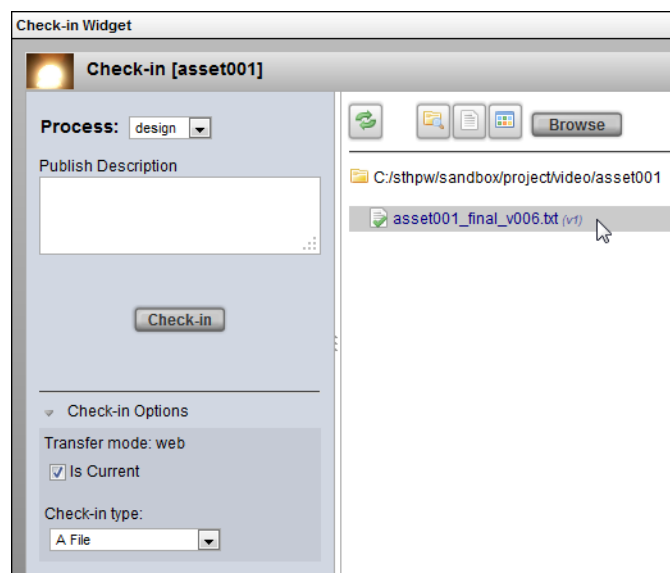 Check-in Widget
Check-in [asset001]
Process: design
Publish Description
Check-in
Check-in Options
Transfer mode: web
Is Current
Check-in type:
A File
Browse
C:/sthpw/sandbox/project/video/asset001
asset001_final_v006.txt (v1)